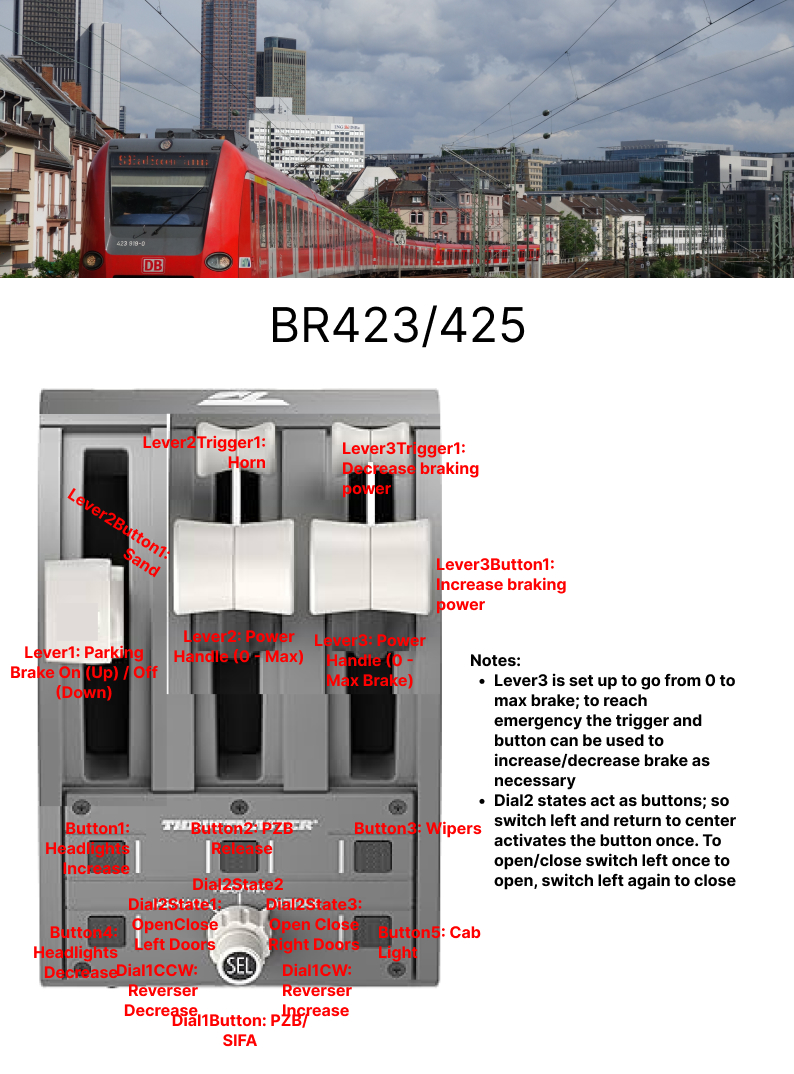 423 919-0
DB
BR423/425
Lever2Trigger1:
Horn
Lever3Trigger1:
Decrease braking
power
Lever2Button1:
Sand
Lever3Button1:
Increase braking
power
Lever1: Parking
Brake On (Up) / Off
(Down)
Lever2: Power
Handle (0 - Max)
Lever3: Power
Handle (0 -
Max Brake)
Notes:
• Lever3 is set up to go from 0 to
max brake; to reach
emergency the trigger and
button can be used to
increase/decrease brake as
necessary
• Dial2 states act as buttons; so
switch left and return to center
activates the button once. To
open/close switch left once to
open, switch left again to close
THRUSTMASTER
Button1:
Headlights
Increase
Button2: PZB
Release
Button3: Wipers
Dial2State2
Dial2State1:
OpenClose
Left Doors
Dial2State3:
Open Close
Right Doors
Button4:
Headlights
Decrease
Button5: Cab
Light
SEL
Dial1CCW:
Reverser
Decrease
Dial1CW:
Reverser
Increase
Dial1Button: PZB/
SIFA